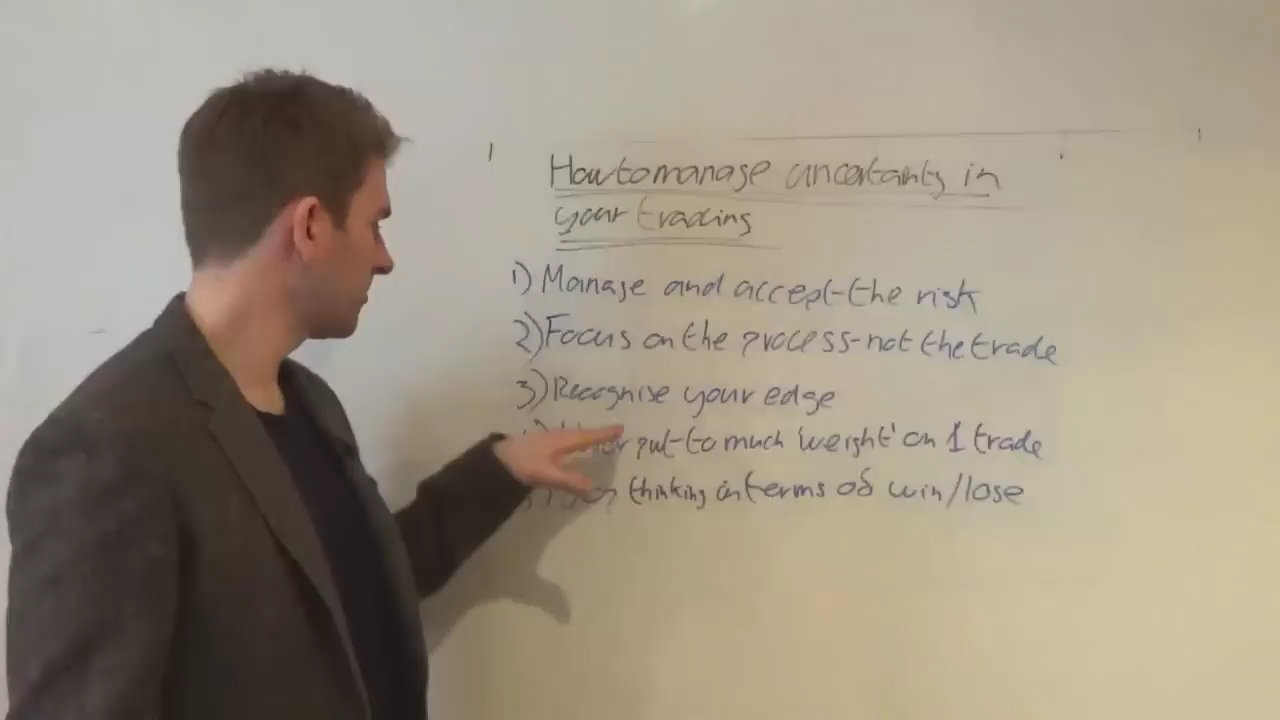 How to manage uncertainty in
your trading
1) Manage and accept the risk
2) Focus on the process - not the trade
3) Recognise your edge
put to much 'weight' on 1 trade
thinking in terms of win/lose